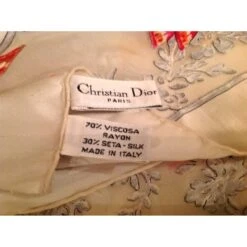 Christian Dior
PARIS
70% VISCOSA
RAYON
30% SETA - SILK
MADE IN ITALY